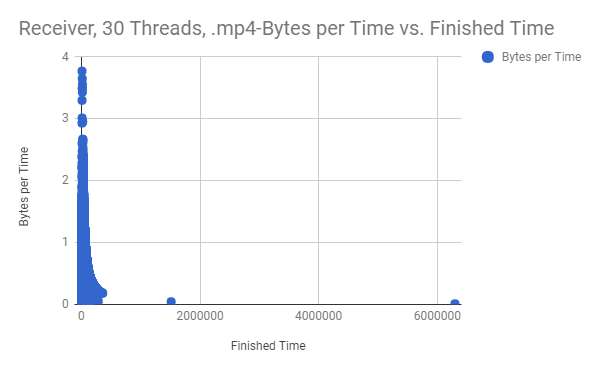 Receiver, 30 Threads, .mp4-Bytes per Time vs. Finished Time
Bytes per Time
Bytes per Time
4
3
2
1
0
0 2000000 4000000 6000000
Finished Time